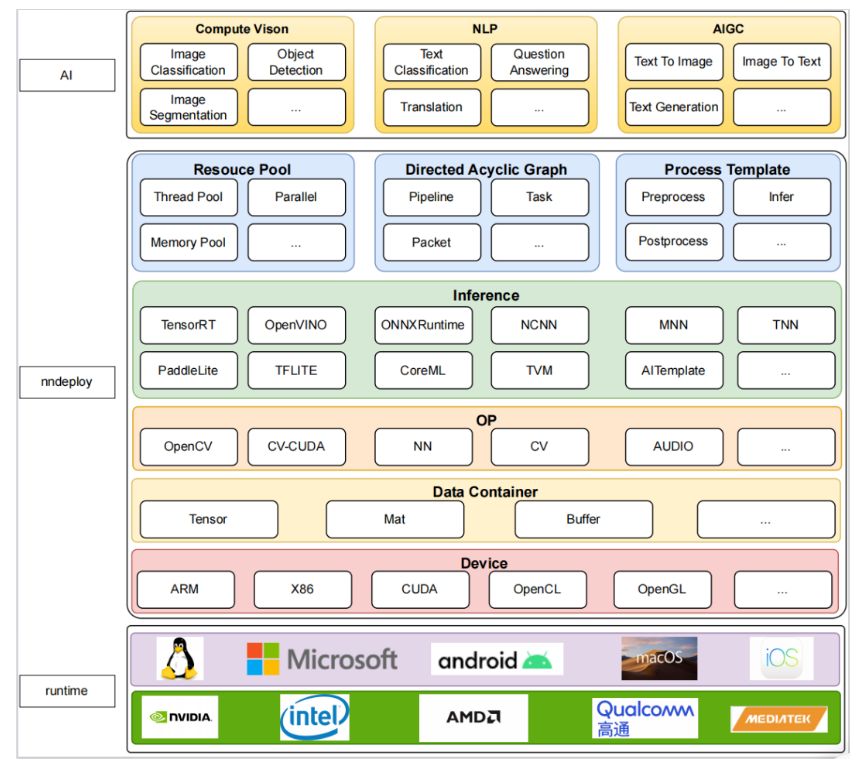 AI
Compute Vison
Image
Classification
Object
Detection
Image
Segmentation
...
NLP
Text
Classification
Question
Answering
Translation
...
AIGC
Text To Image
Image To Text
Text Generation
...
nndeploy
Resouce Pool
Thread Pool
Parallel
Memory Pool
...
Directed Acyclic Graph
Pipeline
Task
Packet
...
Process Template
Preprocess
Infer
Postprocess
...
Inference
TensorRT
OpenVINO
ONNXRuntime
NCNN
MNN
TNN
PaddleLite
TFLITE
CoreML
TVM
AITemplate
...
OP
OpenCV
CV-CUDA
NN
CV
AUDIO
...
Data Container
Tensor
Mat
Buffer
...
Device
ARM
X86
CUDA
OpenCL
OpenGL
...
runtime
Microsoft
android
macOS
iOS
NVIDIA.
intel
AMD
Qualcomm
高通
MEDIATEK